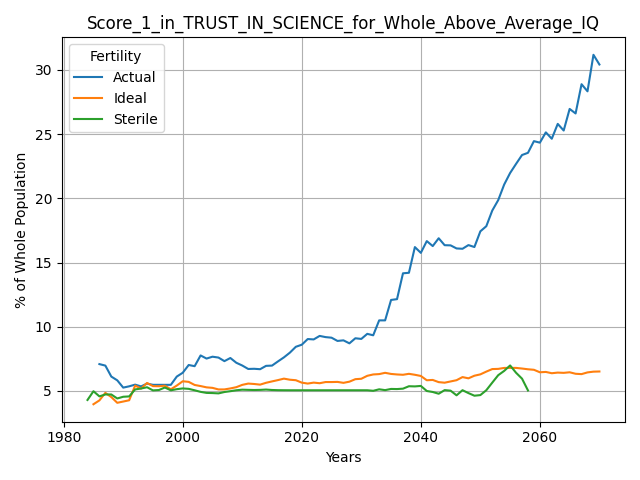 Score_1_in_TRUST_IN_SCIENCE_for_Whole_Above_Average_IQ
Fertility
Actual
Ideal
Sterile
% of Whole Population
30
25
20
15
10
5
1980 2000 2020 2040 2060
Years